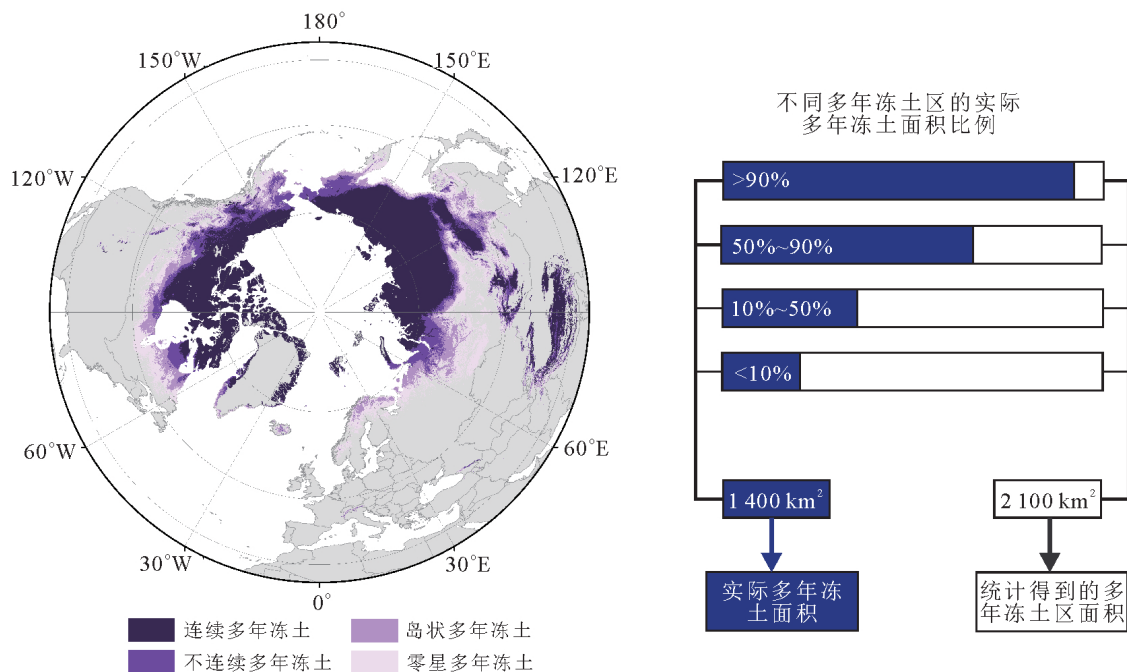 180°
150°W
150°E
120°W
120°E
60°W
60°E
30°W
30°E
0°
连续多年冻土
岛状多年冻土
不连续多年冻土
零星多年冻土
不同多年冻土区的实际
多年冻土面积比例
>90%
50%~90%
10%~50%
<10%
1 400 km²
2 100 km²
实际多年冻
土面积
统计得到的多
年冻土区面积